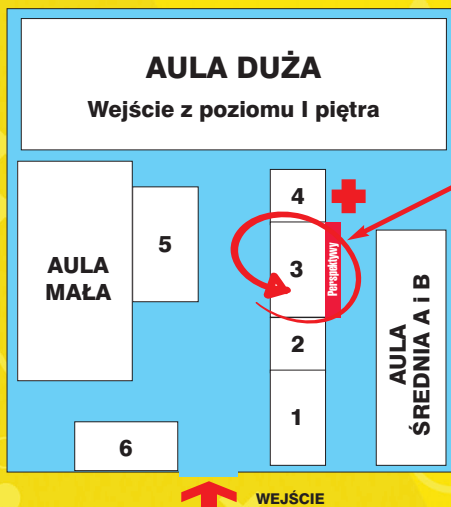 AULA DUŻA
Wejście z poziomu I piętra
4
5
3
Perspektywy
AULA
MAŁA
2
AULA
ŚREDNIA A i B
1
6
WEJŚCIE